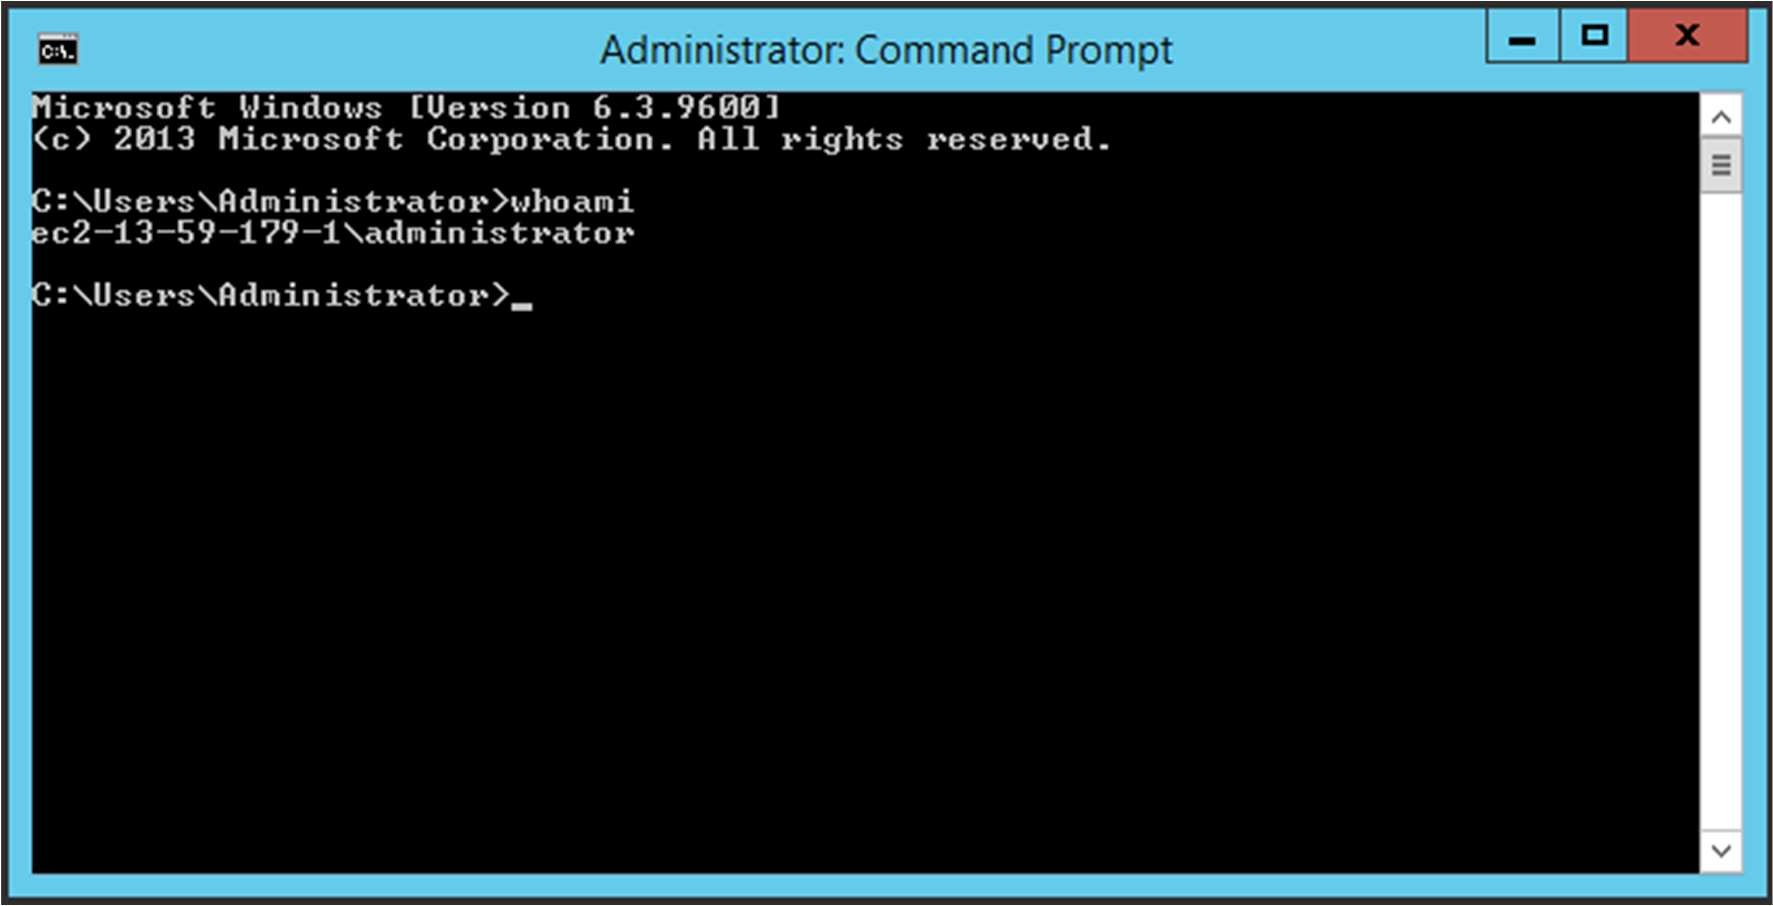 C:\.
Administrator: Command Prompt
Microsoft Windows [Version 6.3.9600]
(c) 2013 Microsoft Corporation. All rights reserved.
C:\Users\Administrator>whoami
ec2-13-59-179-1\administrator
C:\Users\Administrator>_